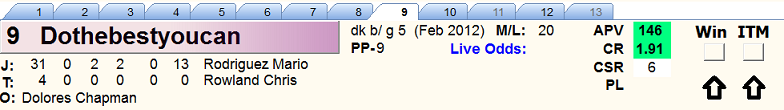 1 2 3 4 5 6 7 8 9 10 11 12 13
9 Dothebestyoucan dk b/ g 5 (Feb 2012) M/L: 20 APV 146 Win ITM
PP-9 Live Odds: CR 1.91
J: 31 0 2 2 0 13 Rodriguez Mario CSR 6
T: 4 0 0 0 0 0 Rowland Chris PL
O: Dolores Chapman